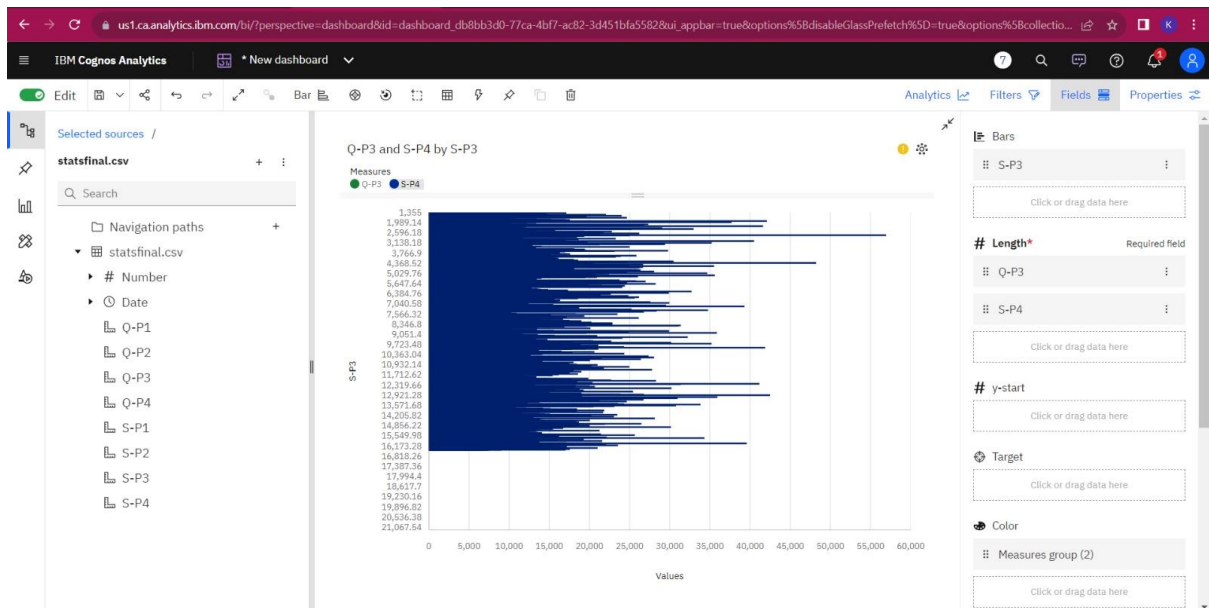 us1.ca.analytics.ibm.com/bi/?perspective=dashboard&id=dashboard_db8bb3d0-77ca-4bf7-ac82-3d451bfa5582&ui_appbar=true&options%5BdisableGlassPrefetch%5D=true&options%5Bcollectio... K
IBM Cognos Analytics * New dashboard 7 1
Edit Bar Analytics Filters Fields Properties
Selected sources /
statsfinal.csv
Search
Navigation paths
statsfinal.csv
# Number
Date
Q-P1
Q-P2
Q-P3
Q-P4
S-P1
S-P2
S-P3
S-P4
Q-P3 and S-P4 by S-P3
Measures
Q-P3 S-P4
S-P3
1,355
1,989.14
2,596.18
3,138.18
3,766.9
4,368.52
5,029.76
5,647.64
6,384.76
7,040.58
7,566.32
8,346.8
9,051.4
9,723.48
10,363.04
10,932.14
11,712.62
12,319.66
12,921.28
13,571.68
14,205.82
14,856.22
15,549.98
16,173.28
16,818.26
17,387.36
17,994.4
18,617.7
19,230.16
19,896.82
20,536.38
21,067.54
0 5,000 10,000 15,000 20,000 25,000 30,000 35,000 40,000 45,000 50,000 55,000 60,000
Values
Bars
S-P3
Click or drag data here
# Length* Required field
Q-P3
S-P4
Click or drag data here
# y-start
Click or drag data here
Target
Click or drag data here
Color
Measures group (2)
Click or drag data here